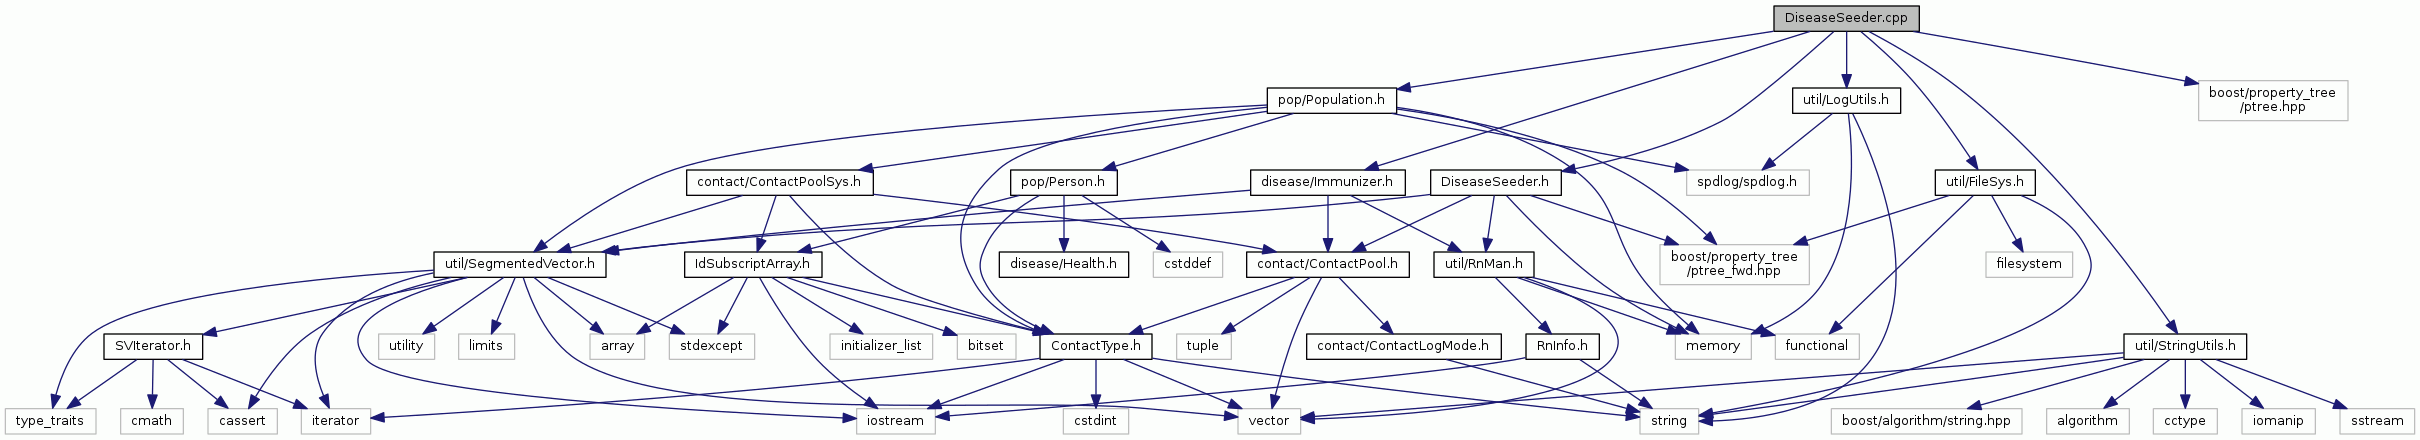 DiseaseSeeder.cpp
pop/Population.h
util/LogUtils.h
boost/property_tree
/ptree.hpp
contact/ContactPoolSys.h
pop/Person.h
disease/Immunizer.h
DiseaseSeeder.h
spdlog/spdlog.h
util/FileSys.h
util/SegmentedVector.h
IdSubscriptArray.h
disease/Health.h
cstddef
contact/ContactPool.h
util/RnMan.h
boost/property_tree
/ptree_fwd.hpp
filesystem
SVIterator.h
utility
limits
array
stdexcept
initializer_list
bitset
ContactType.h
tuple
contact/ContactLogMode.h
RnInfo.h
memory
functional
util/StringUtils.h
type_traits
cmath
cassert
iterator
iostream
cstdint
vector
string
boost/algorithm/string.hpp
algorithm
cctype
iomanip
sstream